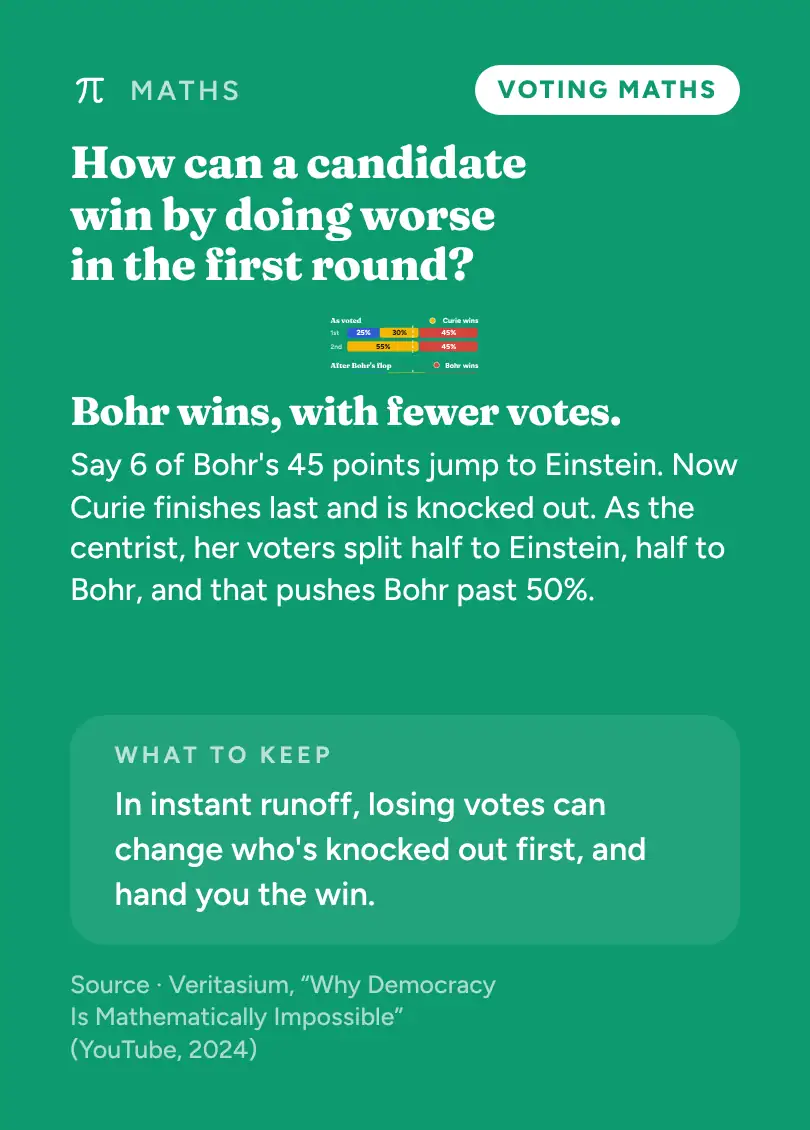 π MATHS
VOTING MATHS
How can a candidate
win by doing worse
in the first round?
As voted
Curie wins
1st 25% 30% 45%
2nd 55% 45%
After Bohr's flop
Bohr wins
Bohr wins, with fewer votes.
Say 6 of Bohr's 45 points jump to Einstein. Now
Curie finishes last and is knocked out. As the
centrist, her voters split half to Einstein, half to
Bohr, and that pushes Bohr past 50%.
WHAT TO KEEP
In instant runoff, losing votes can
change who's knocked out first, and
hand you the win.
Source · Veritasium, “Why Democracy
Is Mathematically Impossible”
(YouTube, 2024)